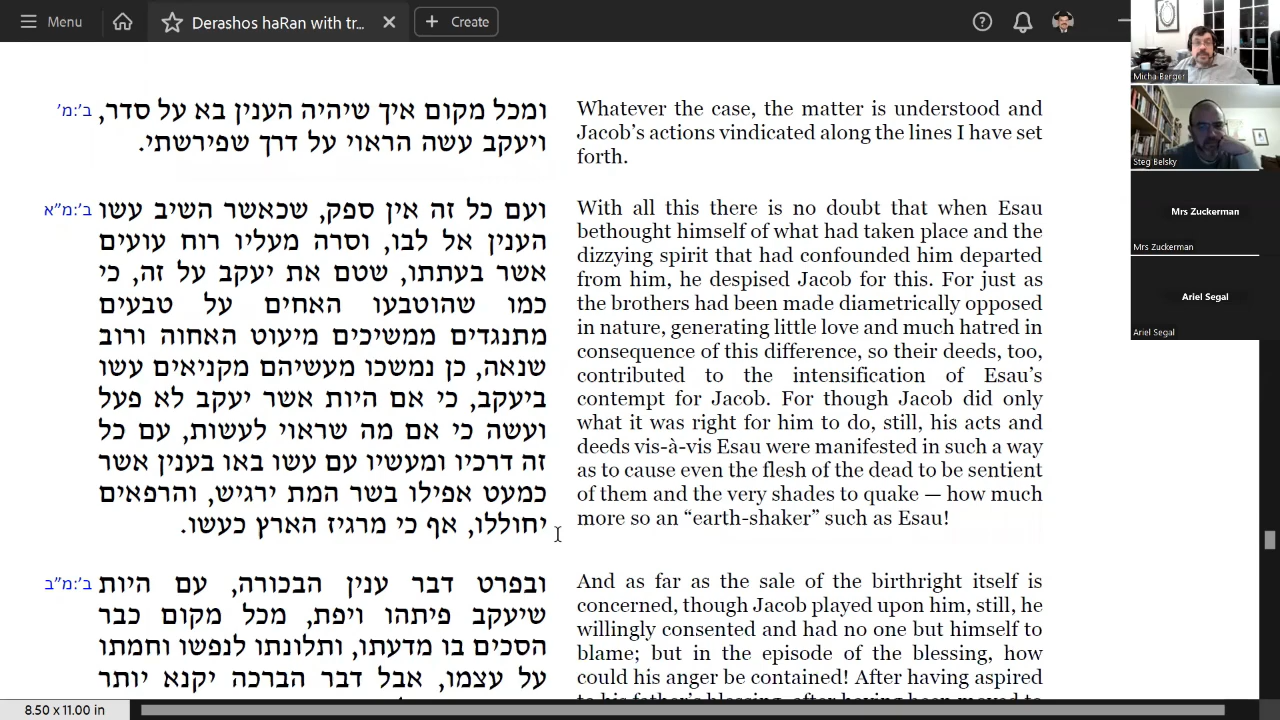 Menu
Derashos haRan with tr...
Create
Micha Berger
Steg Belsky
Mrs Zuckerman
Mrs Zuckerman
Ariel Segal
Ariel Segal
ב':מ'
ומכל מקום איך שיהיה הענין בא על סדר,
ויעקב עשה הראוי על דרך שפירשתי.
Whatever the case, the matter is understood and
Jacob's actions vindicated along the lines I have set
forth.
ב':מ"א
ועם כל זה אין ספק, שכאשר השיב עשו
הענין אל לבו, וסרה מעליו רוח עועים
אשר בעתתו, שטם את יעקב על זה, כי
כמו שהוטבעו האחים על טבעים
מתנגדים ממשיכים מיעוט האחוה ורוב
שנאה, כן נמשכו מעשיהם מקניאים עשו
ביעקב, כי אם היות אשר יעקב לא פעל
ועשה כי אם מה שראוי לעשות, עם כל
זה דרכיו ומעשיו עם עשו באו בענין אשר
כמעט אפילו בשר המת ירגיש, והרפאים
יחוללו, אף כי מרגיז הארץ כעשו.
With all this there is no doubt that when Esau
bethought himself of what had taken place and the
dizzying spirit that had confounded him departed
from him, he despised Jacob for this. For just as
the brothers had been made diametrically opposed
in nature, generating little love and much hatred in
consequence of this difference, so their deeds, too,
contributed to the intensification of Esau's
contempt for Jacob. For though Jacob did only
what it was right for him to do, still, his acts and
deeds vis-à-vis Esau were manifested in such a way
as to cause even the flesh of the dead to be sentient
of them and the very shades to quake — how much
more so an “earth-shaker” such as Esau!
ב':מ"ב
ובפרט דבר ענין הבכורה, עם היות
שיעקב פיתהו ויפת, מכל מקום כבר
הסכים בו מדעתו, ותלונתו לנפשו וחמתו
על עצמו, אבל דבר הברכה יקנא יותר
And as far as the sale of the birthright itself is
concerned, though Jacob played upon him, still, he
willingly consented and had no one but himself to
blame; but in the episode of the blessing, how
could his anger be contained! After having aspired
to his father's blessing, after having been moved to
8.50 x 11.00 in